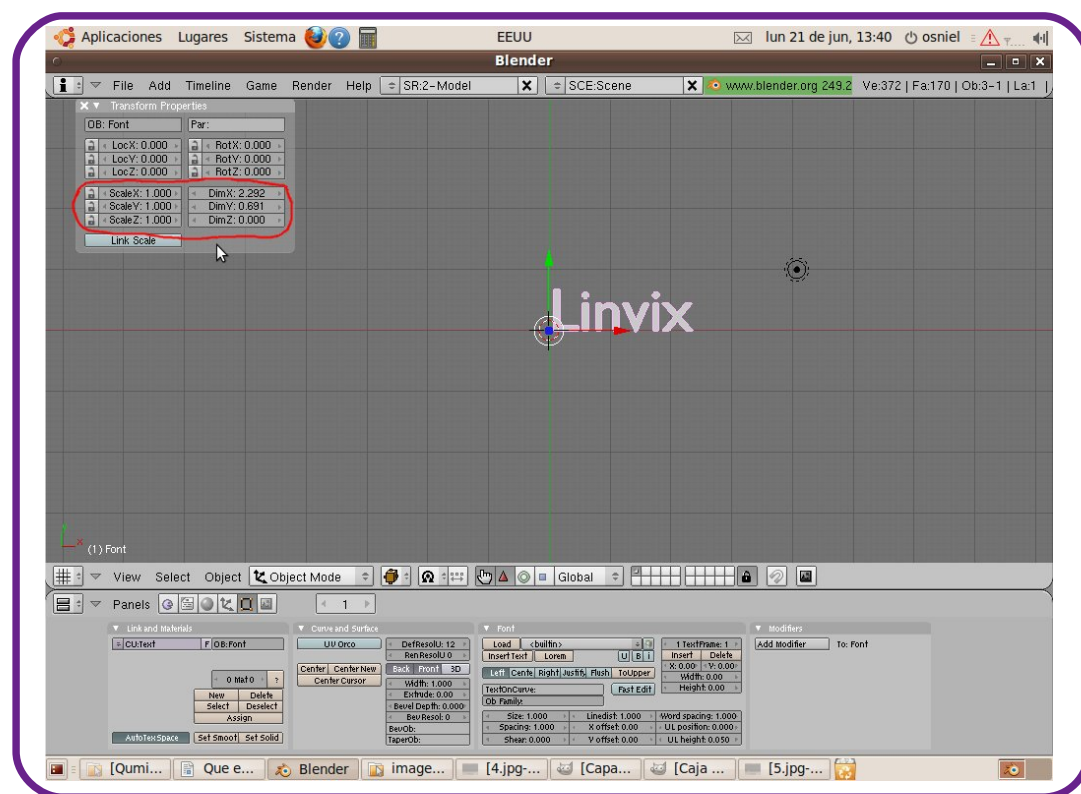 Aplicaciones Lugares Sistema EEUU lun 21 de jun, 13:40 osniel
Blender
File Add Timeline Game Render Help SR:2-Model SCE:Scene www.blender.org 249.2 Ve:372 | Fa:170 | Ob:3-1 | La:1
Transform Properties
OB: Font Par:
LocX: 0.000 RotX: 0.000
LocY: 0.000 RotY: 0.000
LocZ: 0.000 RotZ: 0.000
ScaleX: 1.000 DimX: 2.292
ScaleY: 1.000 DimY: 0.691
ScaleZ: 1.000 DimZ: 0.000
Link Scale
Linvix
x
(1) Font
View Select Object Object Mode Global
Panels 1
Link and Materials Curve and Surface Font Modifiers
CU:Text F OB:Font UV Orco DefResolU: 12 Load <builtin> 1 TextFrame: 1 Add Modifier To: Font
RenResolU 0 Insert Text Lorem U B i Insert Delete
Center Center New Back Front 3D X: 0.00 Y: 0.00
0 Mat 0 ? Center Cursor Width: 1.000 Left Cente Right Justify Flush ToUpper Width: 0.00
New Delete Extrude: 0.00 TextOnCurve: Fast Edit Height: 0.00
Select Deselect Bevel Depth: 0.000 Ob Family:
Assign Bev Resol: 0 Size: 1.000 Linedist: 1.000 Word spacing: 1.000
BevOb: Spacing: 1.000 X offset: 0.00 UL position: 0.000
AutoTexSpace Set Smoot Set Solid TaperOb: Shear: 0.000 Y offset: 0.00 UL height: 0.050
[Qumi... Que e... Blender image... [4.jpg-... [Capa... [Caja ... [5.jpg-...